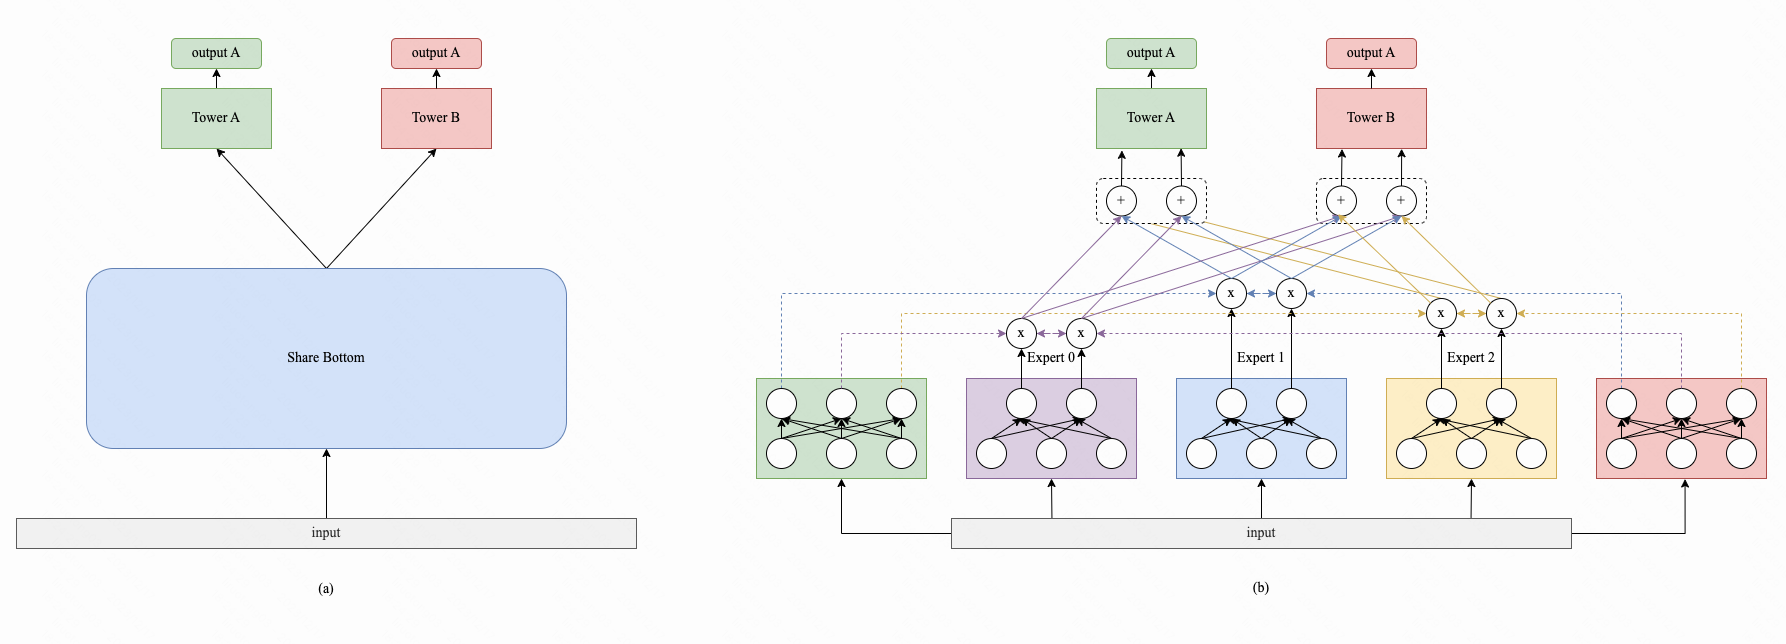 output A
output A
Tower A
Tower B
Share Bottom
input
(a)
output A
output A
Tower A
Tower B
+
+
+
+
x
x
x
x
x
x
Expert 0
Expert 1
Expert 2
input
(b)